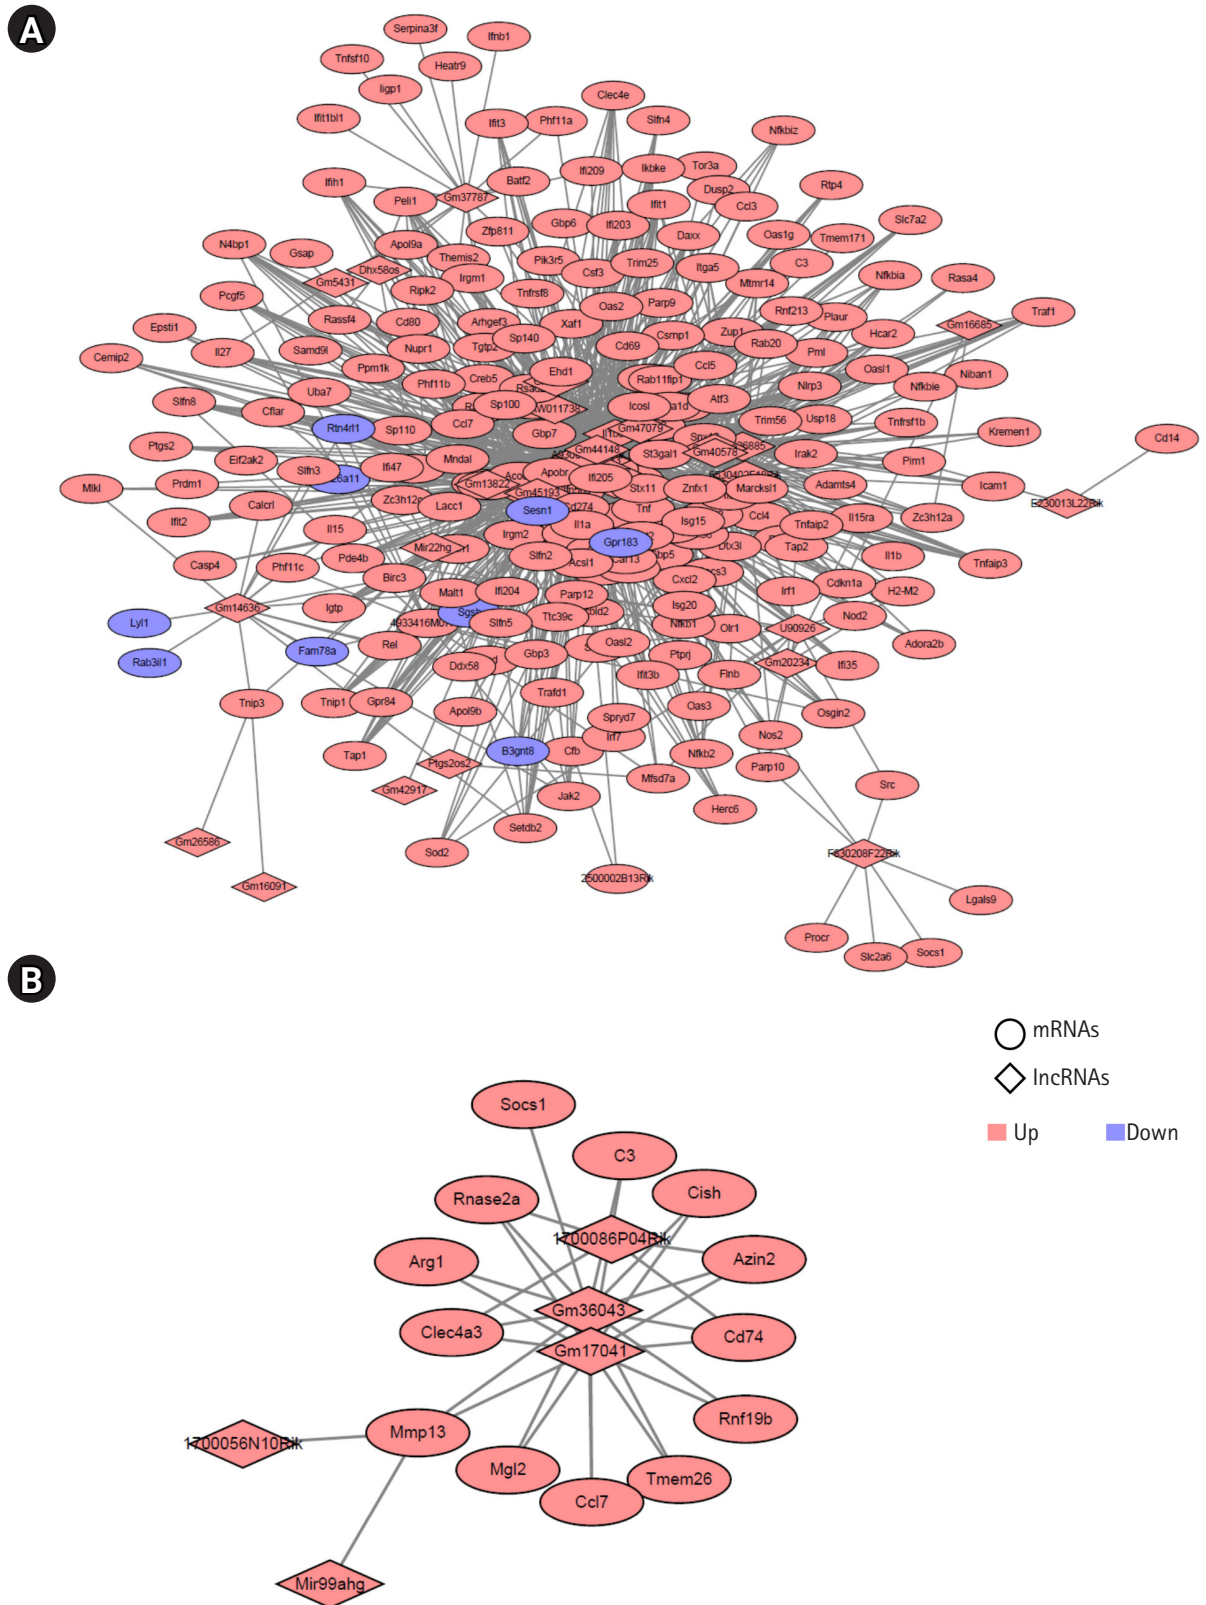 A
Serpina3f
Ifnb1
Tnfsf10
Heatr9
Iigp1
Clec4e
Ifit1bl1
Ifit3
Phf11a
Slfn4
Nfkbiz
Ifi209
Ikbke
Tor3a
Ifih1
Batf2
Dusp2
Rtp4
Peli1
Gm37787
Ifit1
Ccl3
Slc7a2
Gbp6
Ifi203
Zfp811
Daxx
Oas1g
Tmem171
N4bp1
Gsap
Apol9a
Themis2
Pik3r5
Csf3
Trim25
Itga5
C3
Dhx58os
Gm5431
Irgm1
Mtmr14
Nfkbia
Rasa4
Pcgf5
Ripk2
Tnfrsf8
Oas2
Parp9
Rnf213
Plaur
Traf1
Epsti1
Rassf4
Cd80
Arhgef3
Xaf1
Csrnp1
Zup1
Hcar2
Gm16685
Cemip2
Il27
Samd9l
Nupr1
Tgtp2
Sp140
Cd69
Rab20
Pml
Ppm1k
Ehd1
Ccl5
Oasl1
Niban1
Uba7
Phf11b
Creb5
Rab11fip1
Nlrp3
Nfkbie
Slfn8
Cflar
Sp100
Icosl
Atf3
Rtn4rl1
Sp110
Ccl7
Gbp7
Gm47079
Trim56
Usp18
Tnfrsf1b
Kremen1
Cd14
Ptgs2
Eif2ak2
Slfn3
Ifi47
Mndal
Gm44148
St3gal1
Gm40578
Irak2
Pim1
Mlkl
Prdm1
Apobr
Ifi205
Stx11
Znfx1
Marcksl1
Adamts4
Icam1
E230013L22Rik
Calcrl
Zc3h12c
Gm13822
Gm45193
Lacc1
Sesn1
Tnf
Ccl4
Il15ra
Zc3h12a
Ifit2
Il15
Irgm2
Il1a
Isg15
Tnfaip2
Casp4
Phf11c
Pde4b
Mir22hg
Slfn2
Gpr183
Dtx3l
Tap2
Il1b
Tnfaip3
Birc3
Acsl1
Cxcl2
Irf1
Cdkn1a
H2-M2
Gm14636
Igtp
Malt1
Ifi204
Parp12
Isg20
Nod2
Lyl1
Slfn5
Ttc39c
Nfkb1
Olr1
U90926
Adora2b
Rab3il1
Fam78a
Rel
Oasl2
Ptprj
Gm20234
Ifi35
Ddx58
Gbp3
Ifit3b
Flnb
Tnip3
Tnip1
Gpr84
Trafd1
Oas3
Osgin2
Apol9b
Spryd7
Irf7
Nos2
Tap1
B3gnt8
Cfb
Nfkb2
Parp10
Ptgs2os2
Mfsd7a
Src
Gm42917
Jak2
Herc6
Setdb2
Gm26586
Sod2
F830208F22Rik
2500002B13Rik
Gm16091
Lgals9
Procr
Slc2a6
Socs1
B
mRNAs
lncRNAs
Up
Down
Socs1
C3
Rnase2a
Cish
1700086P04Rik
Arg1
Azin2
Gm36043
Clec4a3
Cd74
Gm17041
Rnf19b
Mmp13
1700056N10Rik
Mgl2
Tmem26
Ccl7
Mir99ahg